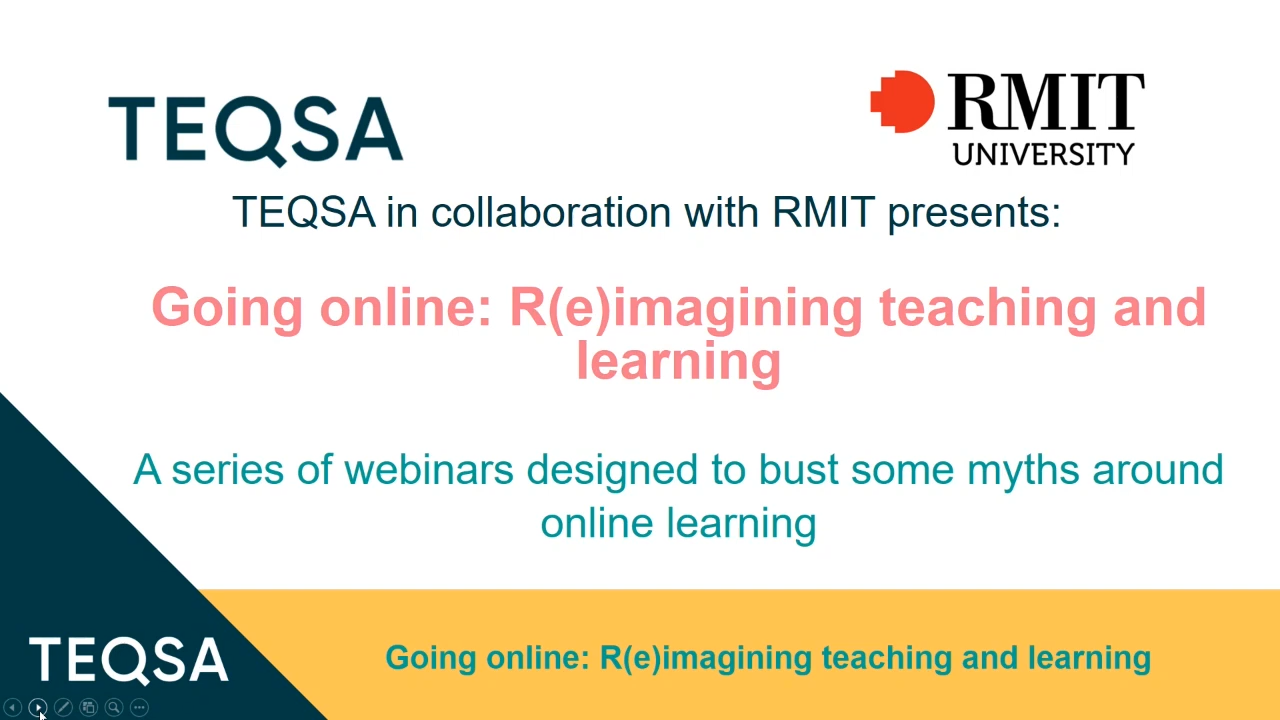 TEQSA
RMIT
UNIVERSITY
TEQSA in collaboration with RMIT presents:
Going online: R(e)imagining teaching and
learning
A series of webinars designed to bust some myths around
online learning
TEQSA
Going online: R(e)imagining teaching and learning